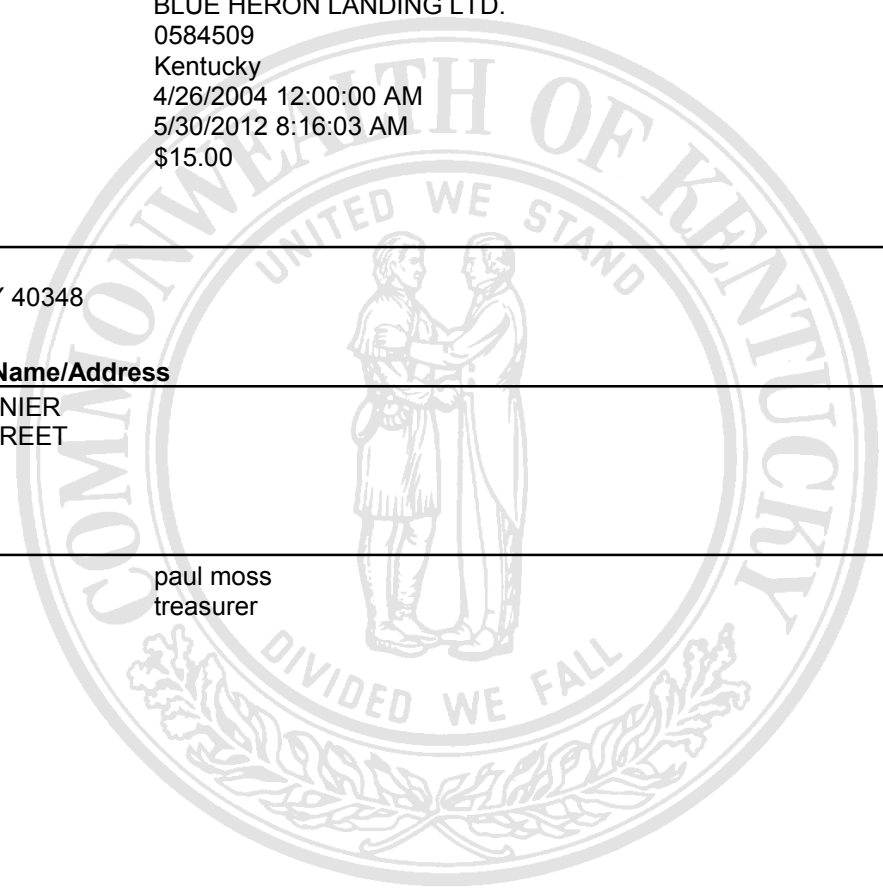 BLUE HERON LANDING LTD.
0584509
Kentucky
4/26/2004 12:00:00 AM
5/30/2012 8:16:03 AM
$15.00
COMMONWEALTH OF KENTUCKY
UNITED WE STAND
40348
Name/Address
NIER
REET
paul moss
treasurer
DIVIDED WE FALL